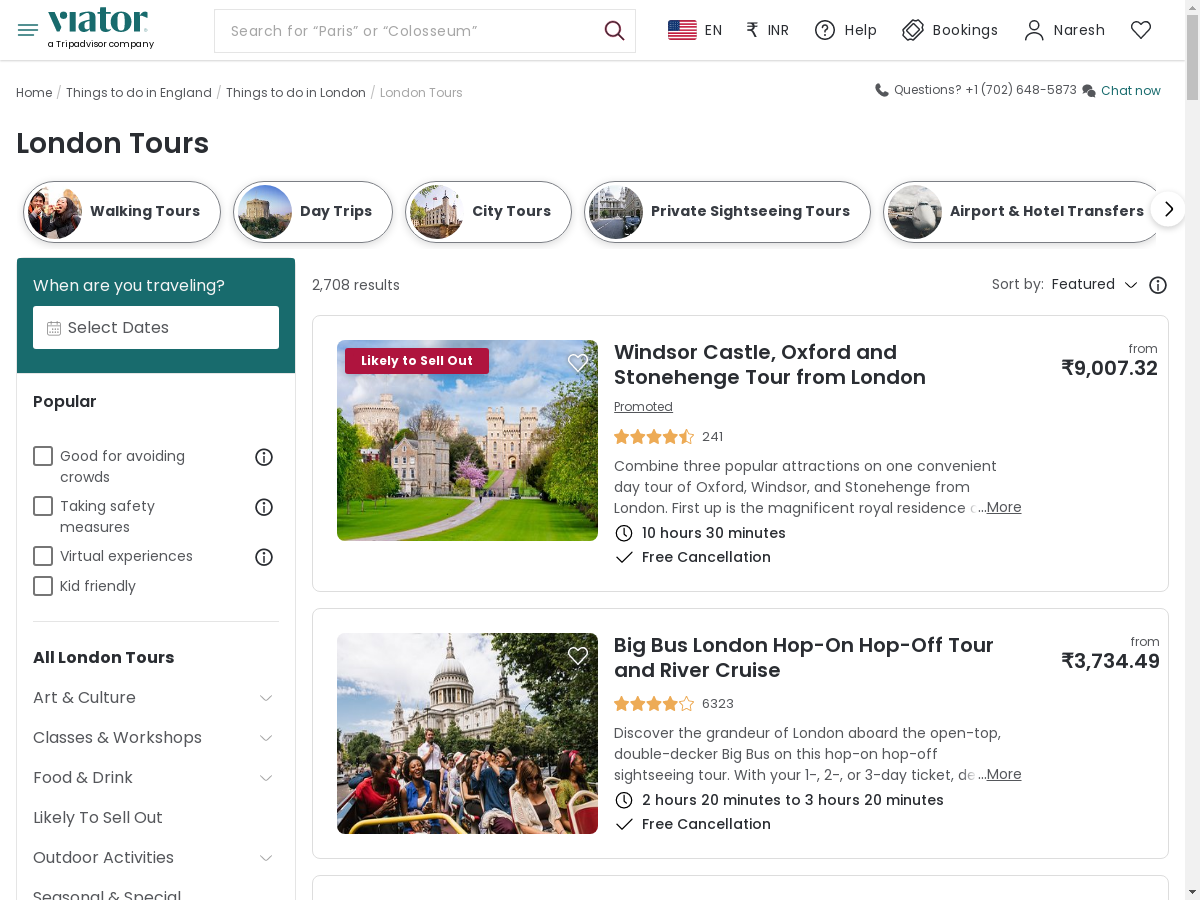 viator
a Tripadvisor company
Search for “Paris” or “Colosseum”
EN
₹ INR
Help
Bookings
Naresh
Home / Things to do in England / Things to do in London / London Tours
Questions? +1 (702) 648-5873
Chat now
London Tours
Walking Tours
Day Trips
City Tours
Private Sightseeing Tours
Airport & Hotel Transfers
When are you traveling?
Select Dates
Popular
Good for avoiding
crowds
Taking safety
measures
Virtual experiences
Kid friendly
All London Tours
Art & Culture
Classes & Workshops
Food & Drink
Likely To Sell Out
Outdoor Activities
Seasonal & Special
2,708 results
Sort by: Featured
Likely to Sell Out
Windsor Castle, Oxford and
Stonehenge Tour from London
from
₹9,007.32
Promoted
241
Combine three popular attractions on one convenient
day tour of Oxford, Windsor, and Stonehenge from
London. First up is the magnificent royal residence ...More
10 hours 30 minutes
Free Cancellation
Big Bus London Hop-On Hop-Off Tour
and River Cruise
from
₹3,734.49
6323
Discover the grandeur of London aboard the open-top,
double-decker Big Bus on this hop-on hop-off
sightseeing tour. With your 1-, 2-, or 3-day ticket, de ...More
2 hours 20 minutes to 3 hours 20 minutes
Free Cancellation